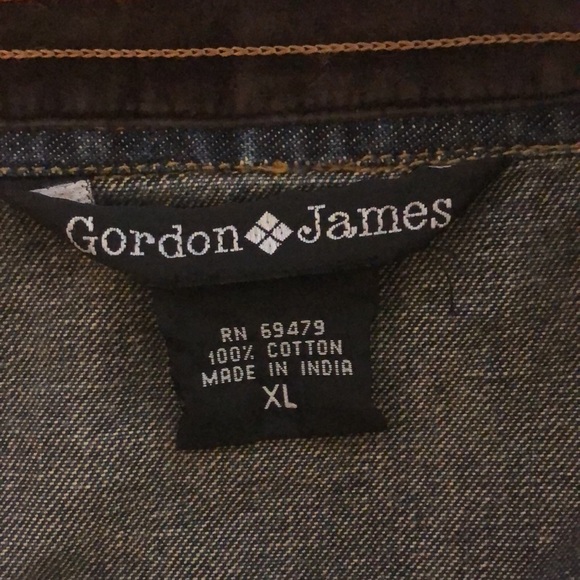 Gordon James
RN 69479
100% COTTON
MADE IN INDIA
XL